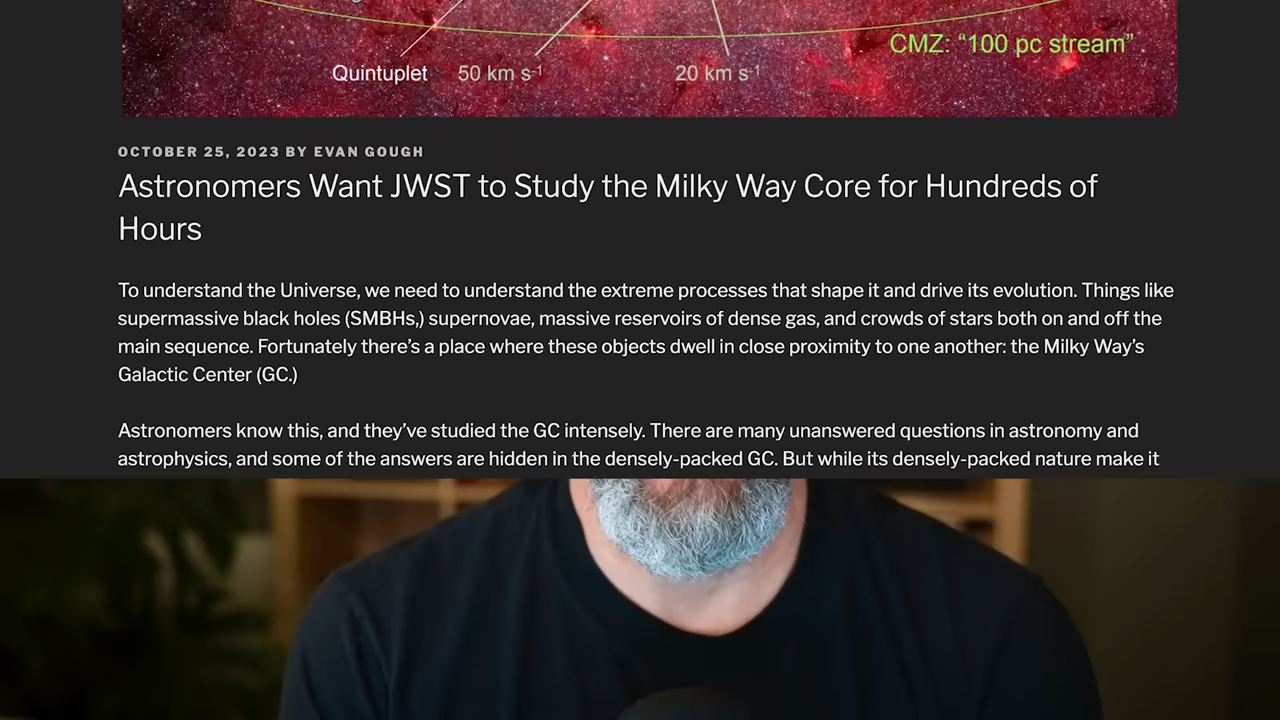 CMZ: “100 pc stream”
Quintuplet 50 km s-1 20 km s-1
OCTOBER 25, 2023 BY EVAN GOUGH
Astronomers Want JWST to Study the Milky Way Core for Hundreds of
Hours
To understand the Universe, we need to understand the extreme processes that shape it and drive its evolution. Things like
supermassive black holes (SMBHs,) supernovae, massive reservoirs of dense gas, and crowds of stars both on and off the
main sequence. Fortunately there’s a place where these objects dwell in close proximity to one another: the Milky Way’s
Galactic Center (GC.)
Astronomers know this, and they’ve studied the GC intensely. There are many unanswered questions in astronomy and
astrophysics, and some of the answers are hidden in the densely-packed GC. But while its densely-packed nature make it